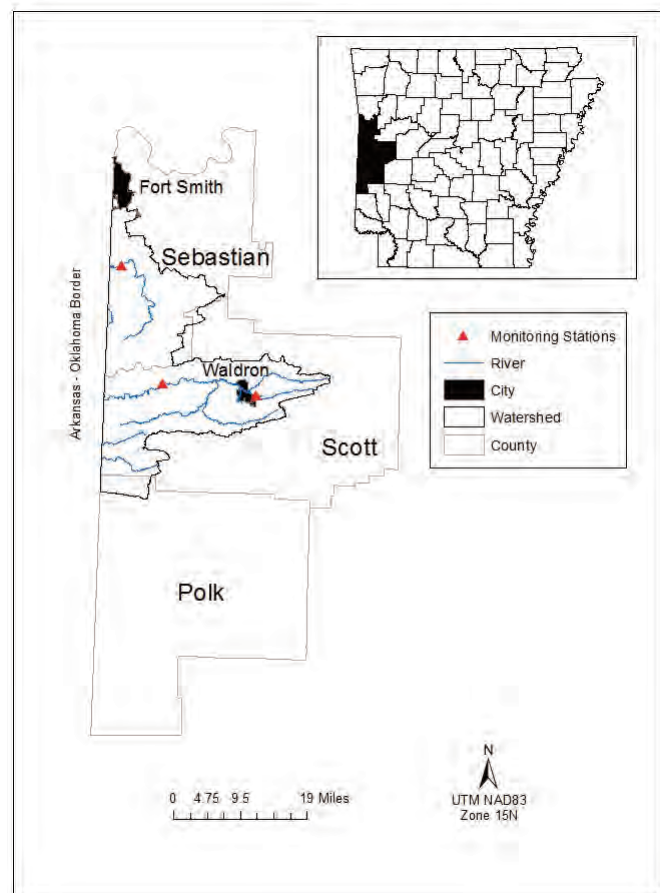 Fort Smith
Sebastian
Arkansas - Oklahoma Border
Waldron
Scott
Polk
Monitoring Stations
River
City
Watershed
County
0 4.75 9.5 19 Miles
N
UTM NAD83
Zone 15N